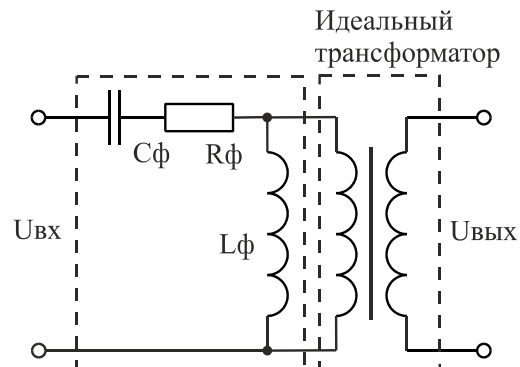 Идеальный
трансформатор
Cф
Rф
Lф
Uвх
Uвых